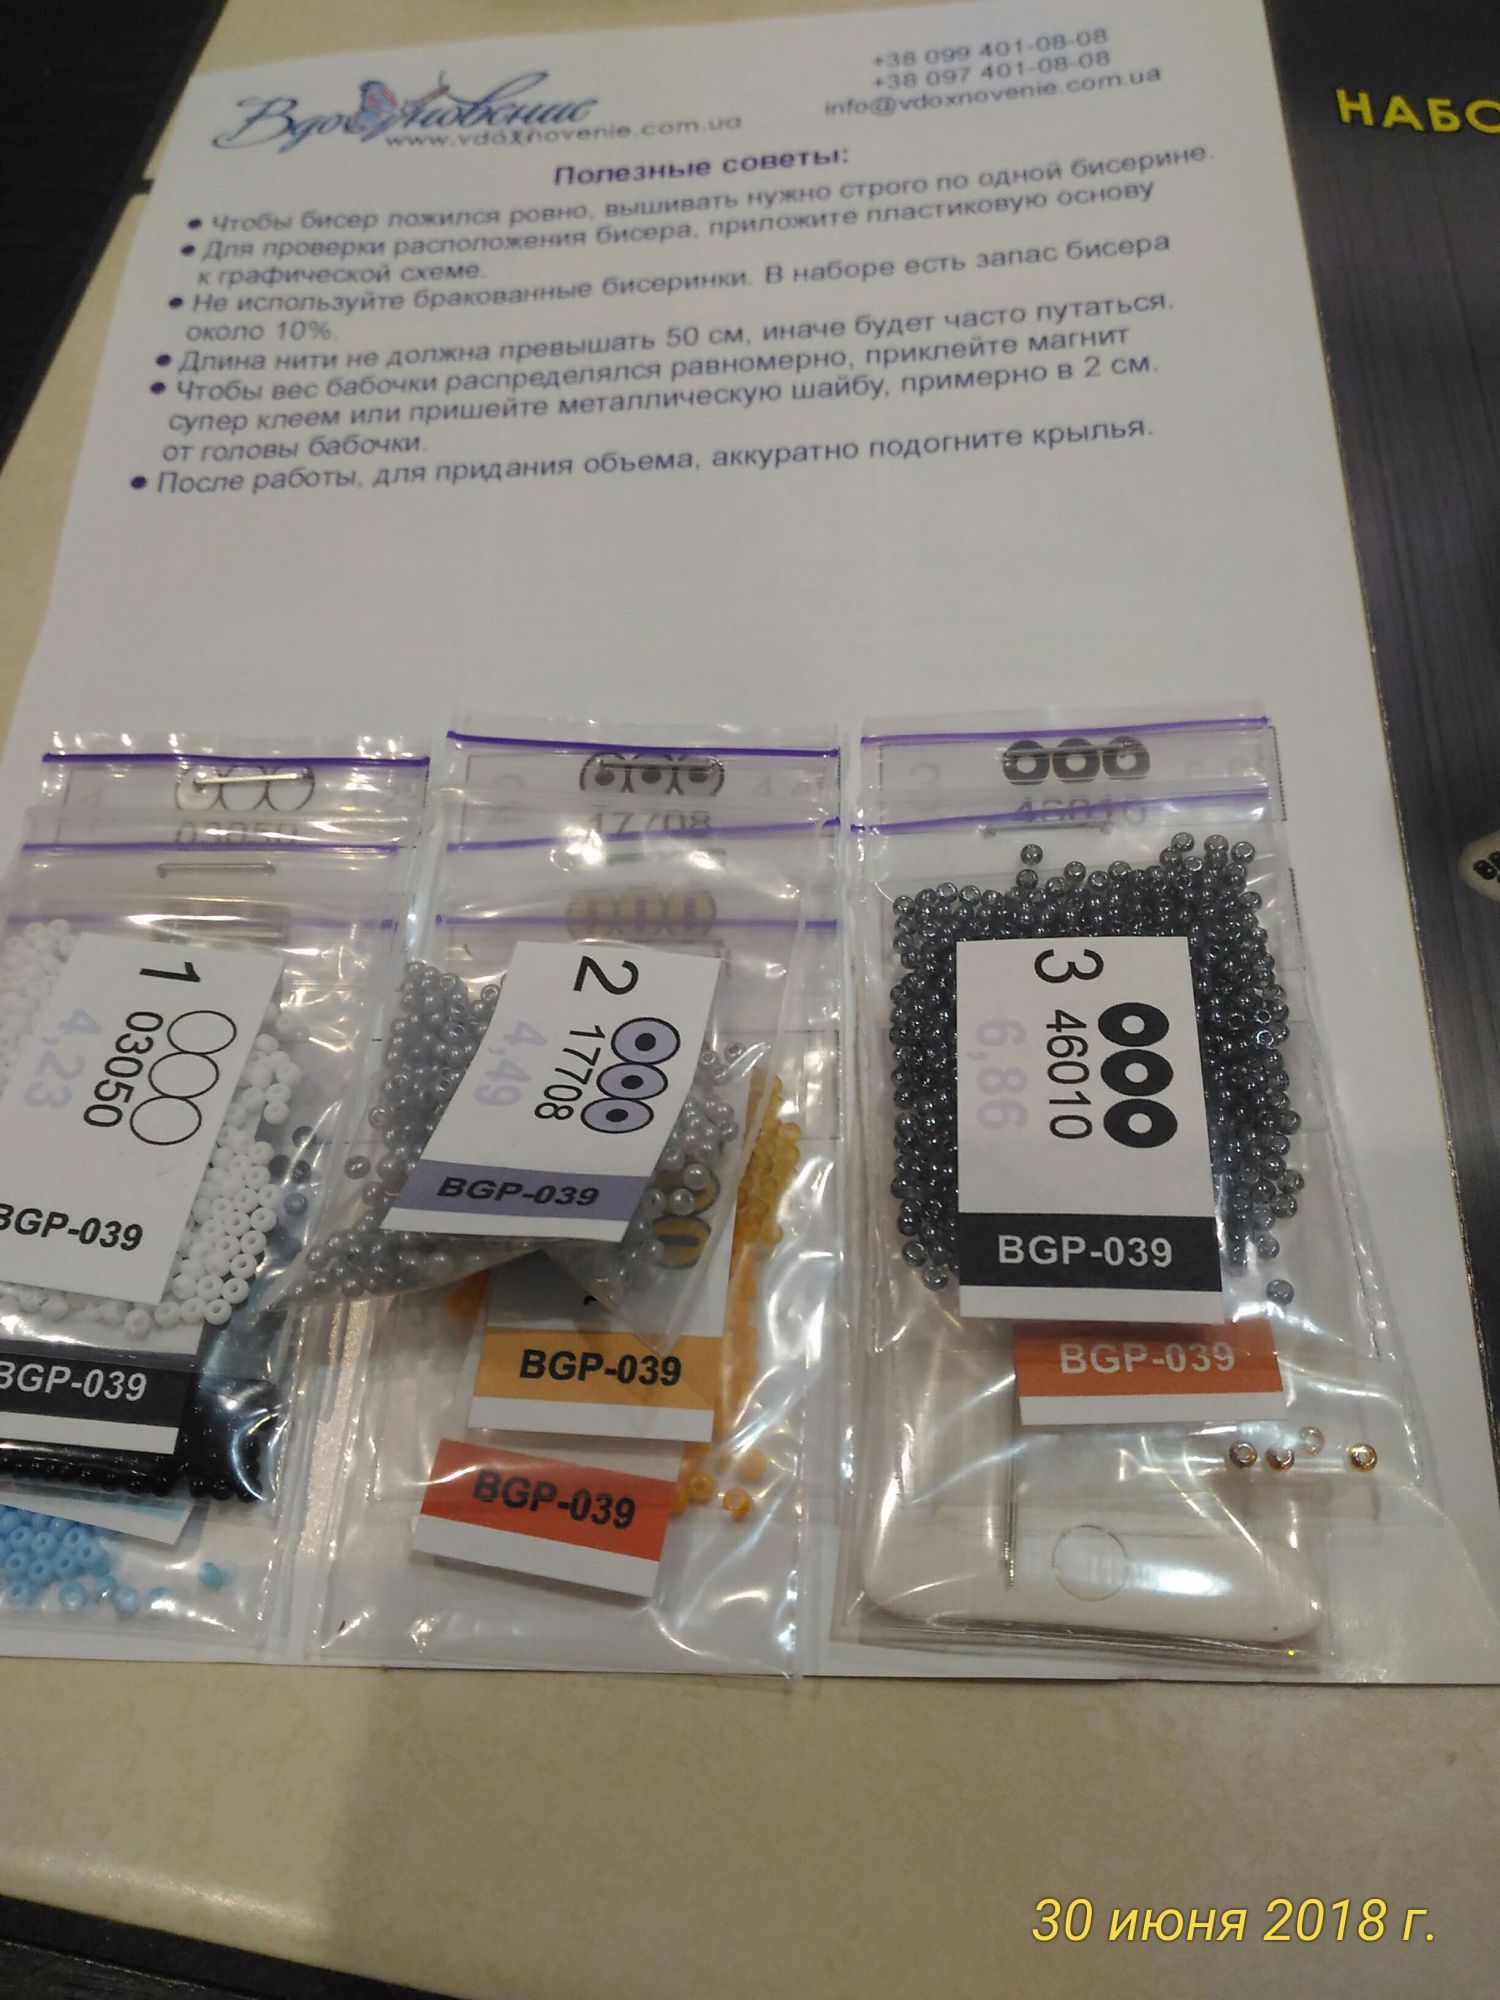 Вдохновение
www.vdoxnovenie.com.ua
+38 099 401-08-08
+38 097 401-08-08
info@vdoxnovenie.com.ua
НАБО
Полезные советы:
• Чтобы бисер ложился ровно, вышивать нужно строго по одной бисерине.
• Для проверки расположения бисера, приложите пластиковую основу
к графической схеме.
• Не используйте бракованные бисеринки. В наборе есть запас бисера
около 10%.
• Длина нити не должна превышать 50 см, иначе будет часто путаться.
• Чтобы вес бабочки распределялся равномерно, приклейте магнит
супер клеем или пришейте металлическую шайбу, примерно в 2 см.
от головы бабочки.
• После работы, для придания объема, аккуратно подогните крылья.
03050
17708
3
46010
1
03050
4,23
BGP-039
2
17708
4,49
BGP-039
3
46010
6,86
BGP-039
BGP-039
BGP-039
BGP-039
BGP-039
30 июня 2018 г.